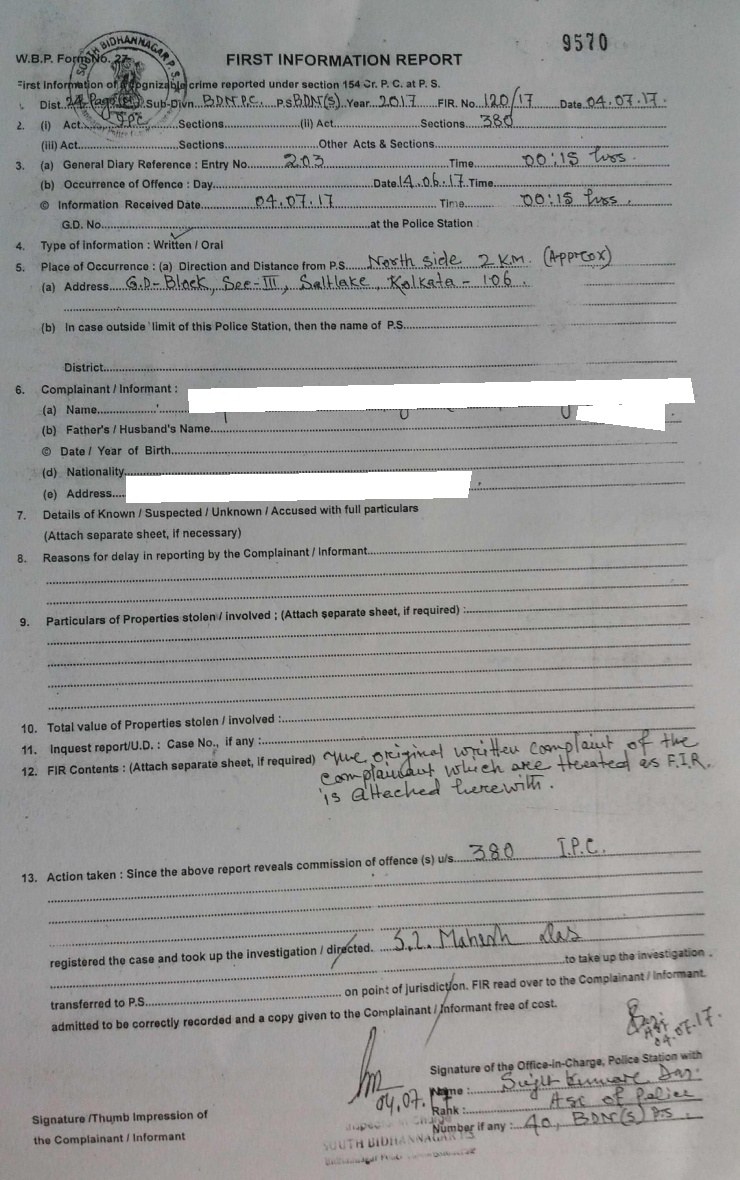 9570
SOUTH BIDHANNAGAR P.S.
W.B.P. Form No. 27
FIRST INFORMATION REPORT
First Information of Cognizable crime reported under section 154 Cr. P. C. at P. S.
1. Dist. 24 Pags (N) Sub-Divn. BDN P.C. P.S BDN(S) Year 2017 FIR. No. 120/17 Date 04.07.17.
2. (i) Act I.P.C. Sections (ii) Act Sections 380
(iii) Act Sections Other Acts & Sections
3. (a) General Diary Reference : Entry No. 203 Time 00:15 hrs.
(b) Occurrence of Offence : Day Date 14.06.17 Time
© Information Received Date 04.07.17 Time 00:15 hrs.
G.D. No. at the Police Station
4. Type of information : Written / Oral
5. Place of Occurrence : (a) Direction and Distance from P.S. North side 2 KM. (Approx)
(a) Address G.D-Block, Sec-III, Saltlake, Kolkata - 106.
(b) In case outside limit of this Police Station, then the name of P.S.
District
6. Complainant / Informant :
(a) Name
(b) Father's / Husband's Name
© Date / Year of Birth
(d) Nationality
(e) Address
7. Details of Known / Suspected / Unknown / Accused with full particulars
(Attach separate sheet, if necessary)
8. Reasons for delay in reporting by the Complainant / Informant
9. Particulars of Properties stolen / involved ; (Attach separate sheet, if required) :
10. Total value of Properties stolen / involved :
11. Inquest report/U.D. : Case No., if any :
12. FIR Contents : (Attach separate sheet, if required) The original written complaint of the
complainant which are treated as F.I.R.
is attached herewith.
13. Action taken : Since the above report reveals commission of offence (s) u/s 380 I.P.C.
registered the case and took up the investigation / directed. S.I. Mahesh Das
to take up the investigation ,
transferred to P.S. on point of jurisdiction. FIR read over to the Complainant / Informant.
admitted to be correctly recorded and a copy given to the Complainant / Informant free of cost.
ASI
04.07.17.
Signature of the Office-in-Charge, Police Station with
Name : Sujit Kumar Das
04.07.17
Rank : ASI of Police
Number if any : 40, BDN(S) P.S.
Signature /Thumb Impression of
the Complainant / Informant
SOUTH BIDHANNAGAR P.S.